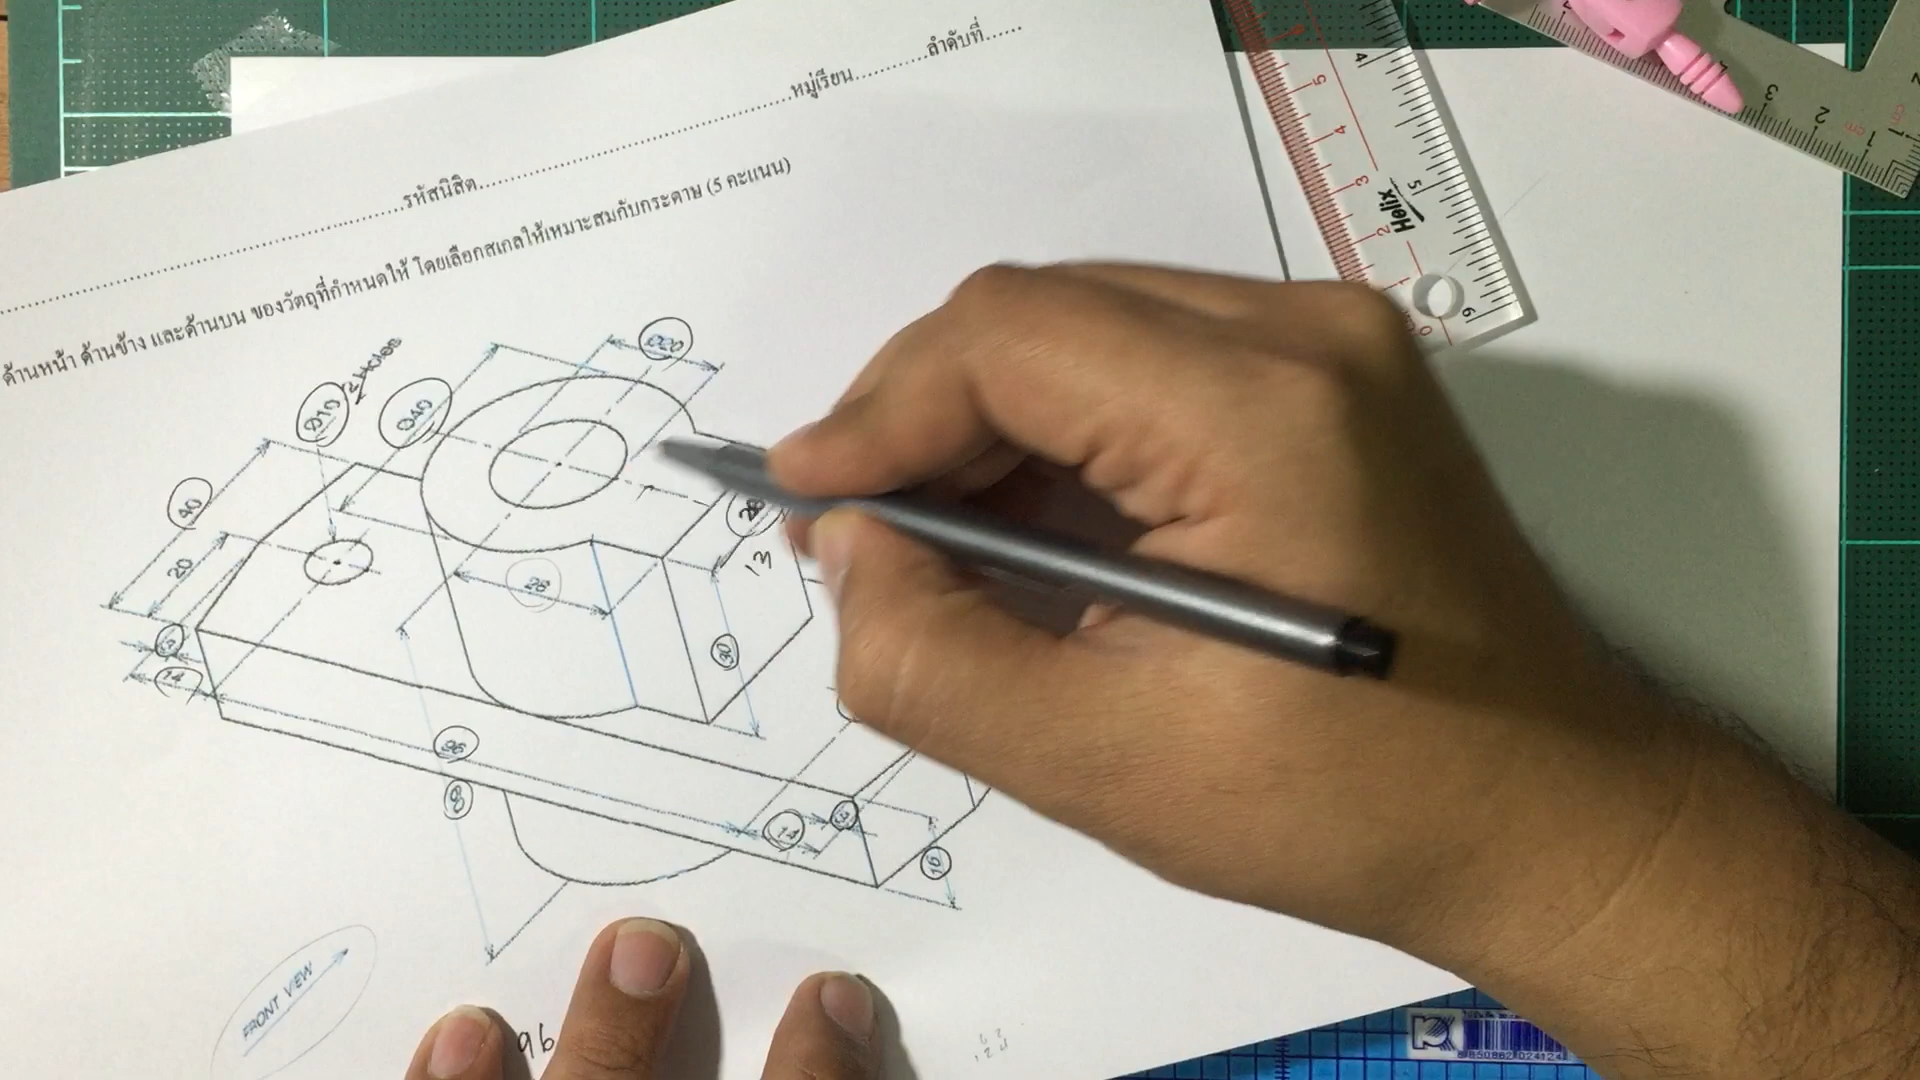 รหัสนิสิต
หมู่เรียน
ลำดับที่
ด้านหน้า ด้านข้าง และด้านบน ของวัตถุที่กำหนดให้ โดยเลือกสเกลให้เหมาะสมกับกระดาษ (5 คะแนน)
Ø20
Ø10
Ø40
40
20
28
13
30
14
96
14
16
FRONT VIEW
96
Helix